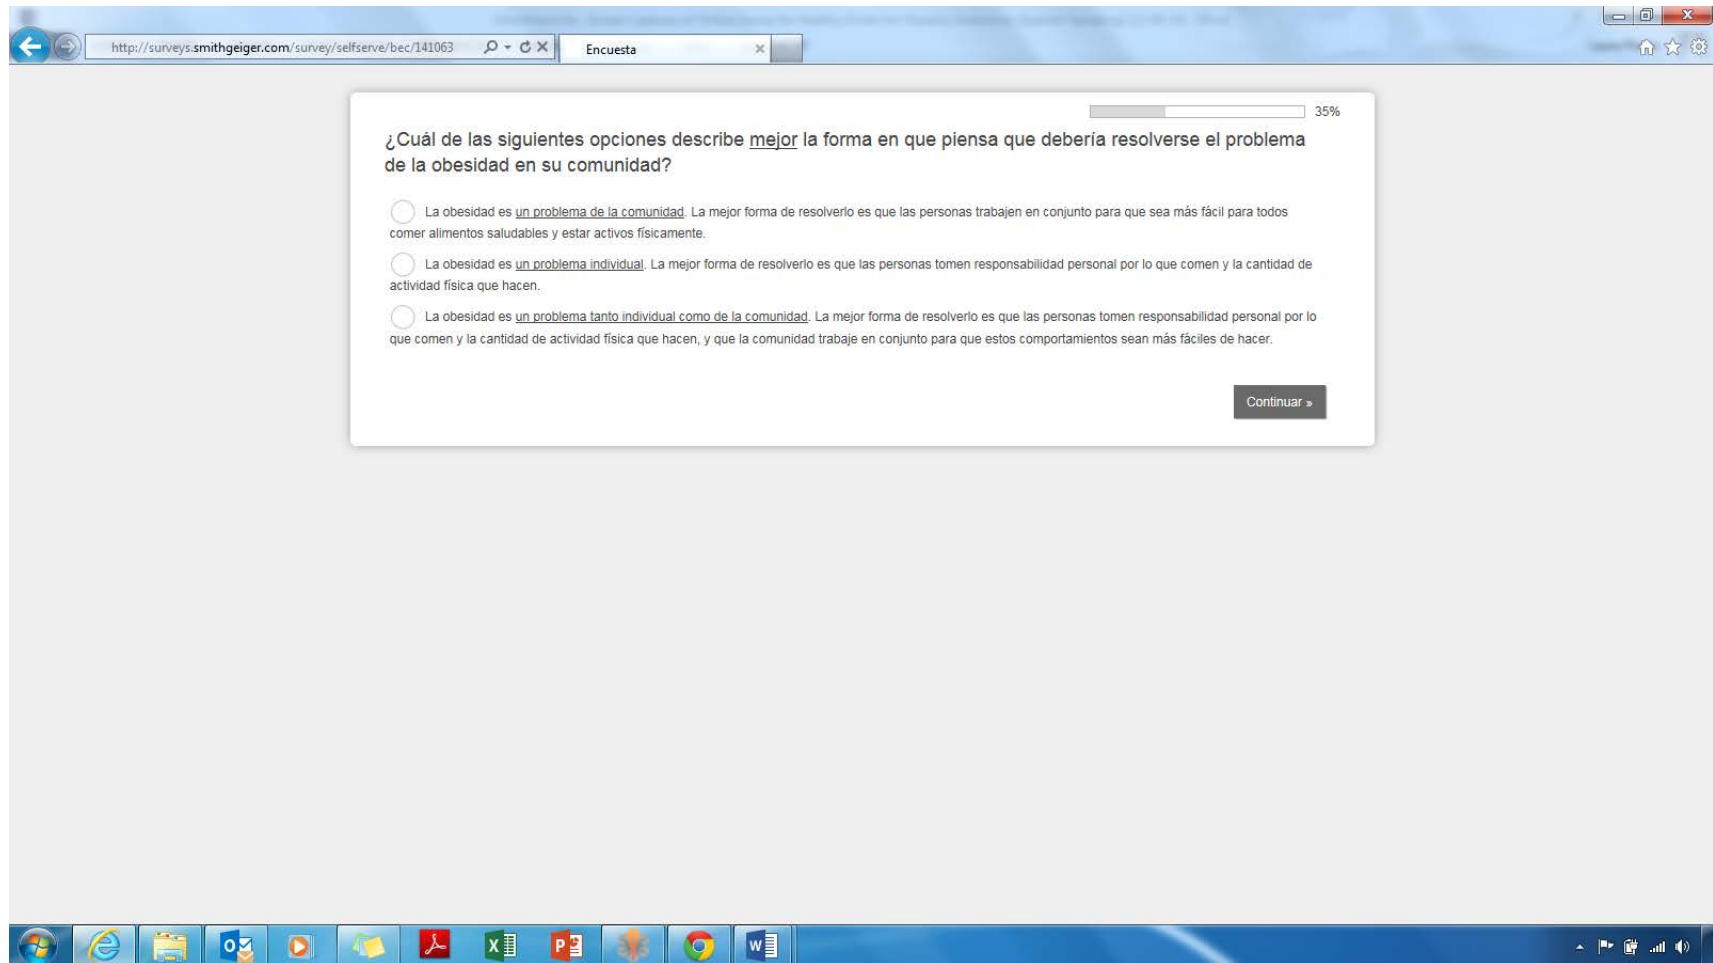 http://surveys.smithgeiger.com/survey/selfserve/bec/141063
Encuesta
35%
¿Cuál de las siguientes opciones describe mejor la forma en que piensa que debería resolverse el problema
de la obesidad en su comunidad?
La obesidad es un problema de la comunidad. La mejor forma de resolverlo es que las personas trabajen en conjunto para que sea más fácil para todos
comer alimentos saludables y estar activos físicamente.
La obesidad es un problema individual. La mejor forma de resolverlo es que las personas tomen responsabilidad personal por lo que comen y la cantidad de
actividad física que hacen.
La obesidad es un problema tanto individual como de la comunidad. La mejor forma de resolverlo es que las personas tomen responsabilidad personal por lo
que comen y la cantidad de actividad física que hacen, y que la comunidad trabaje en conjunto para que estos comportamientos sean más fáciles de hacer.
Continuar »